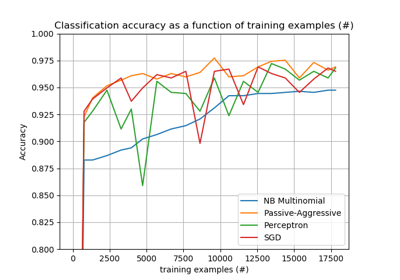 Classification accuracy as a function of training examples (#)
1.000
0.975
0.950
0.925
0.900
0.875
0.850
0.825
0.800
Accuracy
NB Multinomial
Passive-Aggressive
Perceptron
SGD
0 2500 5000 7500 10000 12500 15000 17500
training examples (#)